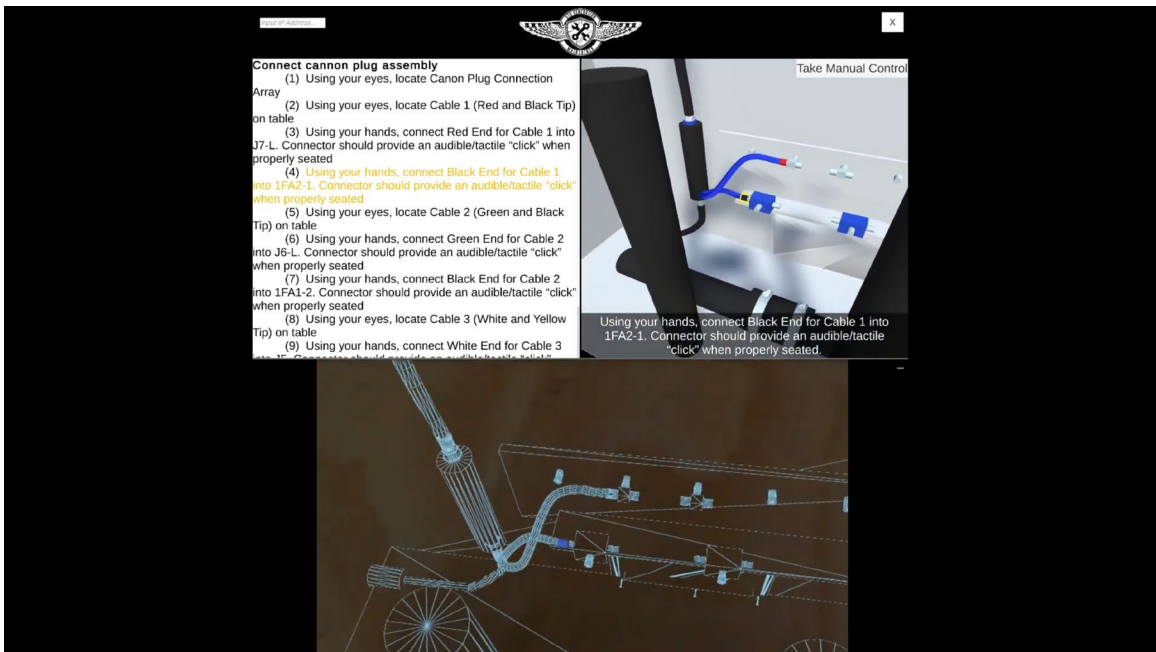 Input IP Address...
X
Connect cannon plug assembly
(1) Using your eyes, locate Canon Plug Connection
Array
(2) Using your eyes, locate Cable 1 (Red and Black Tip)
on table
(3) Using your hands, connect Red End for Cable 1 into
J7-L. Connector should provide an audible/tactile “click” when
properly seated
(4) Using your hands, connect Black End for Cable 1
into 1FA2-1. Connector should provide an audible/tactile “click”
when properly seated
(5) Using your eyes, locate Cable 2 (Green and Black
Tip) on table
(6) Using your hands, connect Green End for Cable 2
into J6-L. Connector should provide an audible/tactile “click”
when properly seated
(7) Using your hands, connect Black End for Cable 2
into 1FA1-2. Connector should provide an audible/tactile “click”
when properly seated
(8) Using your eyes, locate Cable 3 (White and Yellow
Tip) on table
(9) Using your hands, connect White End for Cable 3
into J5. Connector should provide an audible/tactile “click”
Take Manual Control
Using your hands, connect Black End for Cable 1 into
1FA2-1. Connector should provide an audible/tactile
“click” when properly seated.